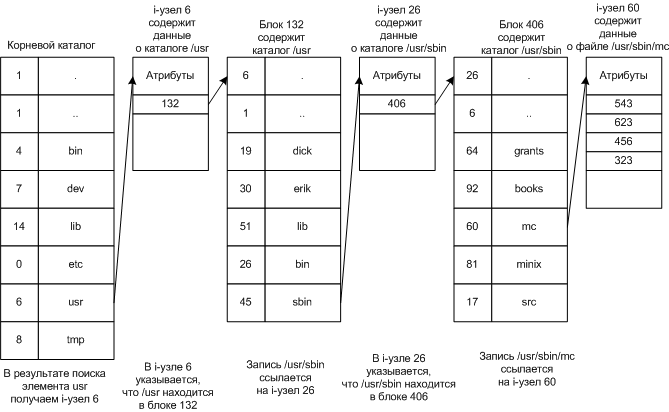 Корневой каталог
1 .
1 ..
4 bin
7 dev
14 lib
0 etc
6 usr
8 tmp
В результате поиска
элемента usr
получаем i-узел 6
i-узел 6
содержит
данные
о каталоге /usr
Атрибуты
132
В i-узле 6
указывается,
что /usr находится
в блоке 132
Блок 132
содержит
каталог /usr
6 .
1 ..
19 dick
30 erik
51 lib
26 bin
45 sbin
Запись /usr/sbin
ссылается
на i-узел 26
i-узел 26
содержит
данные
о каталоге /usr/sbin
Атрибуты
406
В i-узле 26
указывается,
что /usr/sbin находится
в блоке 406
Блок 406
содержит
каталог /usr/sbin
26 .
6 ..
64 grants
92 books
60 mc
81 minix
17 src
Запись /usr/sbin/mc
ссылается
на i-узел 60
i-узел 60
содержит
данные
о файле /usr/sbin/mc
Атрибуты
543
623
456
323